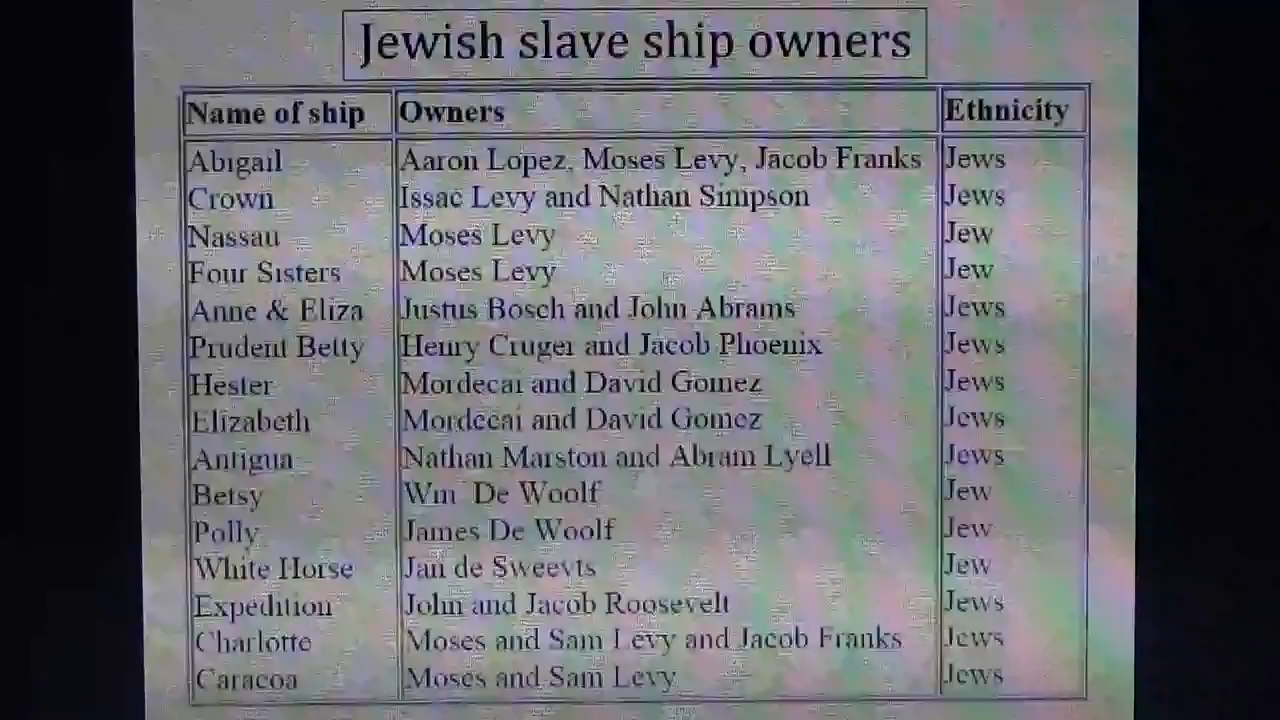 Jewish slave ship owners
Name of ship Owners Ethnicity
Abigail Aaron Lopez, Moses Levy, Jacob Franks Jews
Crown Issac Levy and Nathan Simpson Jews
Nassau Moses Levy Jew
Four Sisters Moses Levy Jew
Anne & Eliza Justus Bosch and John Abrams Jews
Prudent Betty Henry Cruger and Jacob Phoenix Jews
Hester Mordecai and David Gomez Jews
Elizabeth Mordecai and David Gomez Jews
Antigua Nathan Marston and Abram Lyell Jews
Betsy Wm De Woolf Jew
Polly James De Woolf Jew
White Horse Jan de Sweevts Jew
Expedition John and Jacob Roosevelt Jews
Charlotte Moses and Sam Levy and Jacob Franks Jews
Caracoa Moses and Sam Levy Jews